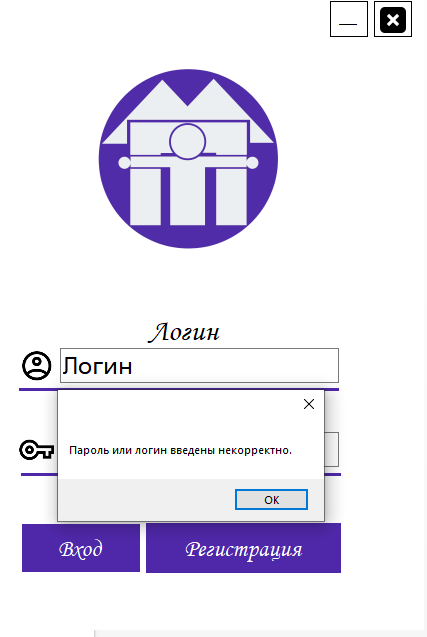 Логин
Логин
Пароль или логин введены некорректно.
OK
Вход
Регистрация